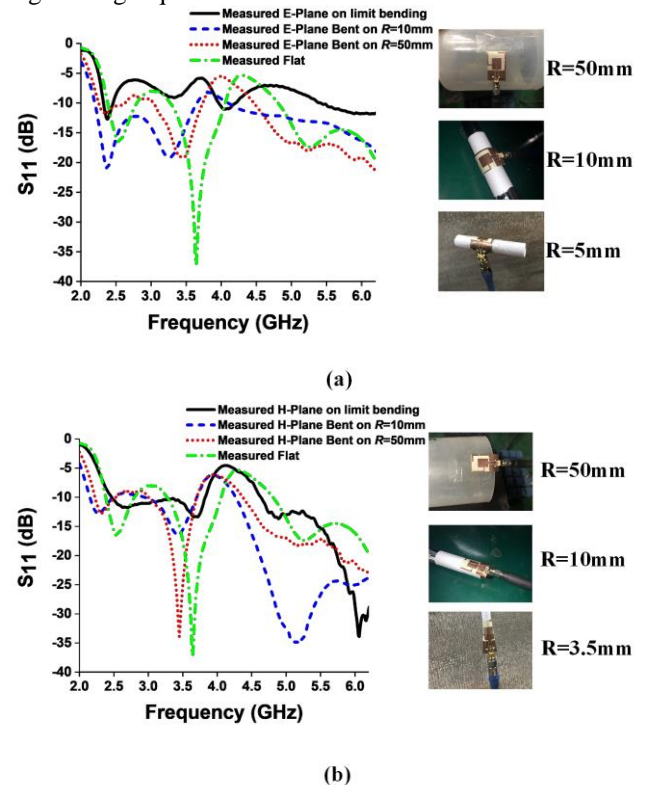 Measured E-Plane on limit bending
Measured E-Plane Bent on R=10mm
Measured E-Plane Bent on R=50mm
Measured Flat
0
-5
-10
-15
-20
-25
-30
-35
-40
S11 (dB)
2.0 2.5 3.0 3.5 4.0 4.5 5.0 5.5 6.0
Frequency (GHz)
R=50mm
R=10mm
R=5mm
(a)
Measured H-Plane on limit bending
Measured H-Plane Bent on R=10mm
Measured H-Plane Bent on R=50mm
Measured Flat
0
-5
-10
-15
-20
-25
-30
-35
-40
S11 (dB)
2.0 2.5 3.0 3.5 4.0 4.5 5.0 5.5 6.0
Frequency (GHz)
R=50mm
R=10mm
R=3.5mm
(b)